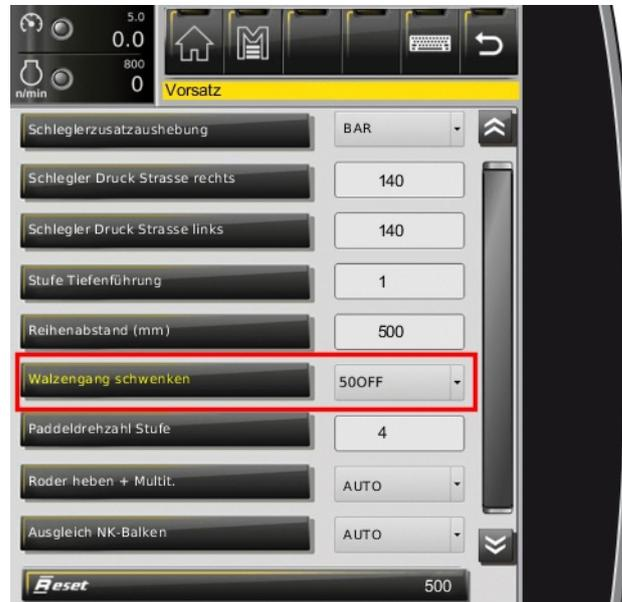 5.0
0.0
800
n/min 0
Vorsatz
Schleglerzusatzaushebung BAR
Schlegler Druck Strasse rechts 140
Schlegler Druck Strasse links 140
Stufe Tiefenführung 1
Reihenabstand (mm) 500
Walzengang schwenken 50OFF
Paddeldrehzahl Stufe 4
Roder heben + Multit. AUTO
Ausgleich NK-Balken AUTO
Reset 500